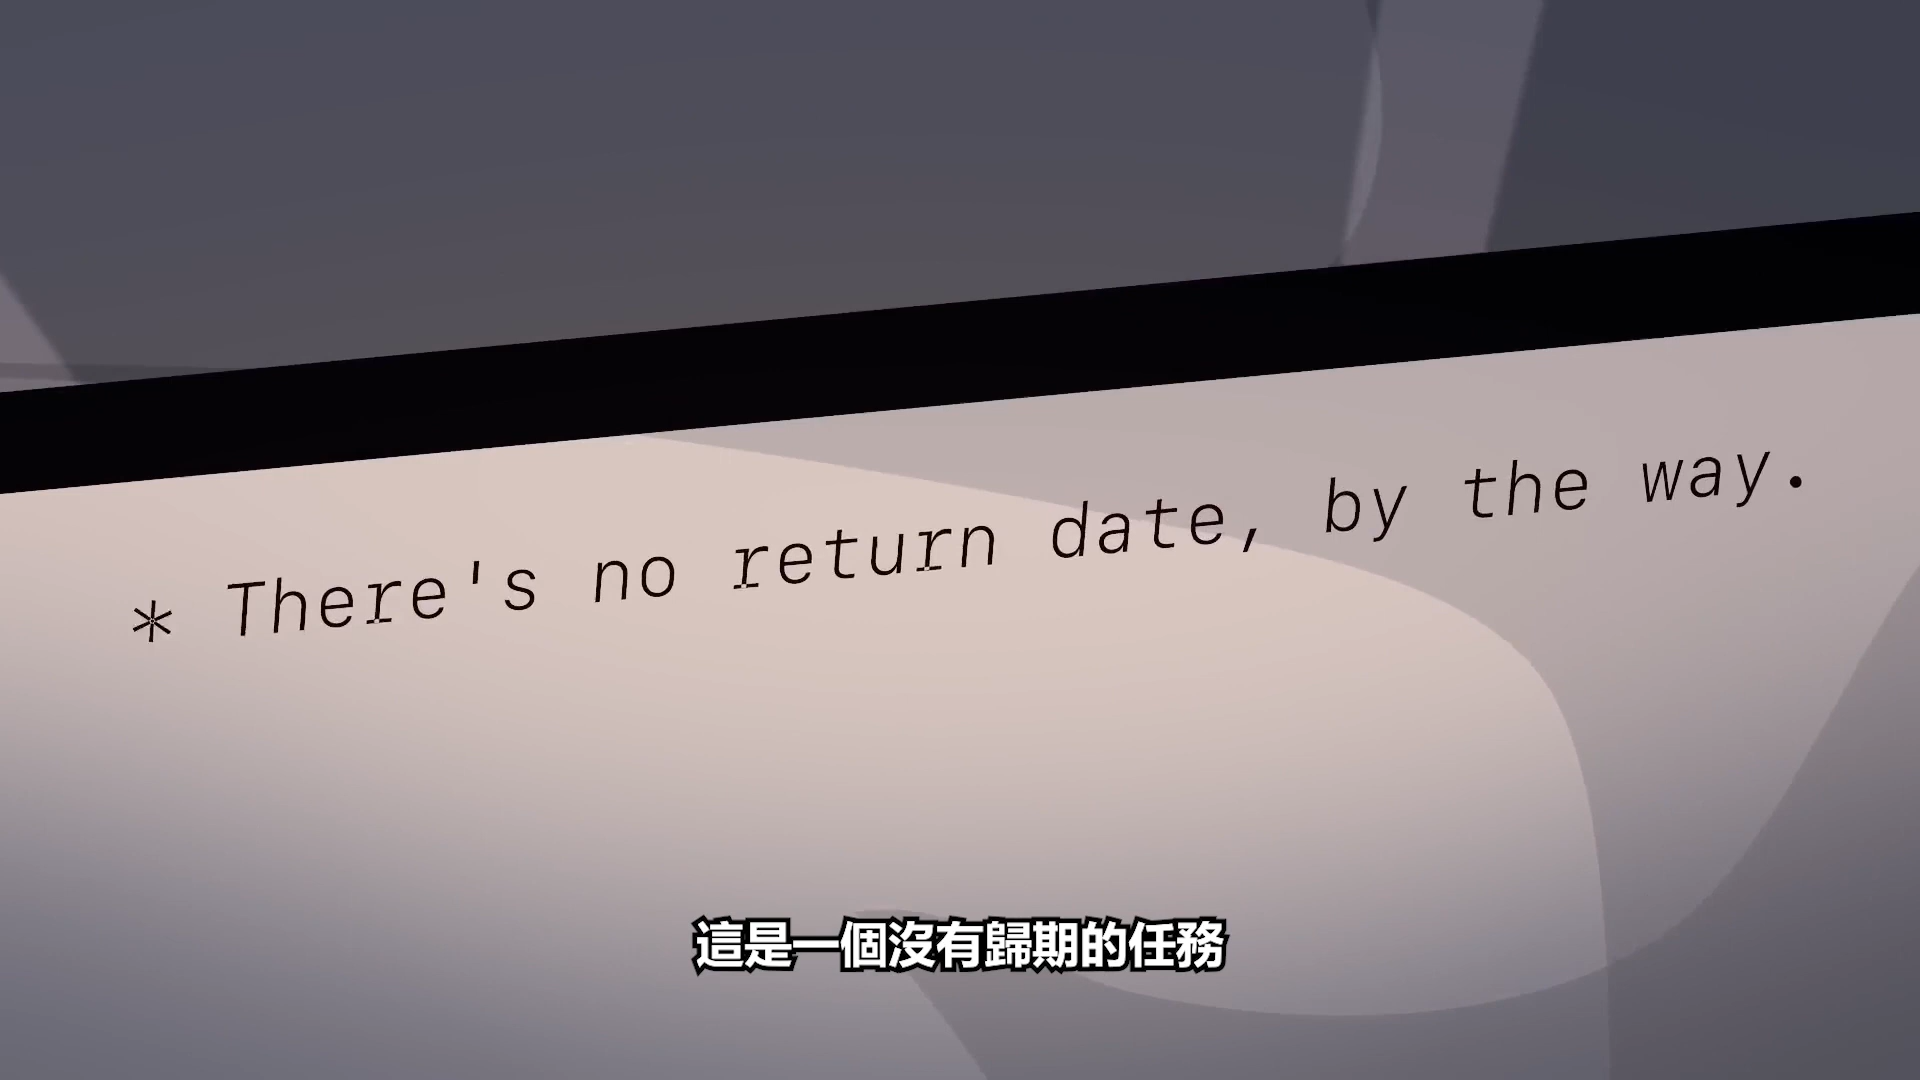 * There's no return date, by the way.
這是一個沒有歸期的任務